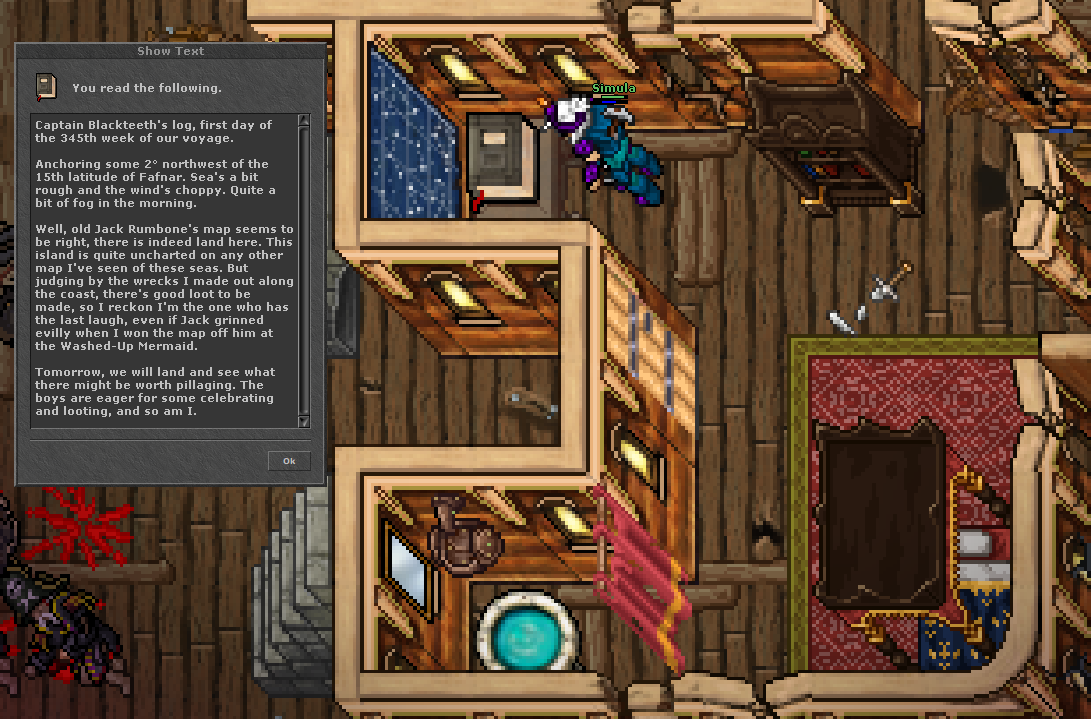 Show Text
You read the following.
Captain Blackteeth's log, first day of
the 345th week of our voyage.
Anchoring some 2° northwest of the
15th latitude of Fafnar. Sea's a bit
rough and the wind's choppy. Quite a
bit of fog in the morning.
Well, old Jack Rumbone's map seems to
be right, there is indeed land here. This
island is quite uncharted on any other
map I've seen of these seas. But
judging by the wrecks I made out along
the coast, there's good loot to be
made, so I reckon I'm the one who has
the last laugh, even if Jack grinned
evilly when I won the map off him at
the Washed-Up Mermaid.
Tomorrow, we will land and see what
there might be worth pillaging. The
boys are eager for some celebrating
and looting, and so am I.
Ok
Simula